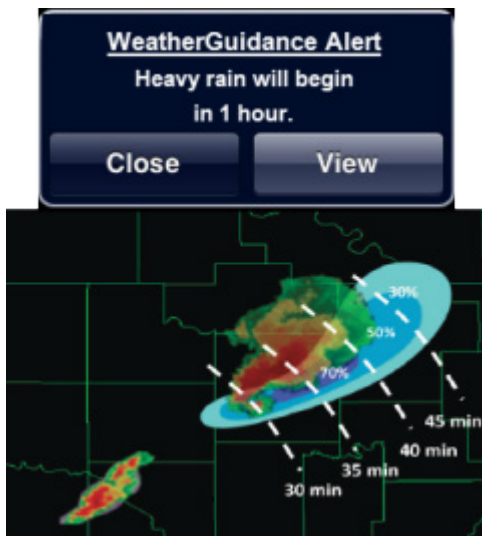 WeatherGuidance Alert
Heavy rain will begin
in 1 hour.
Close View
30%
50%
70%
45 min
40 min
35 min
30 min